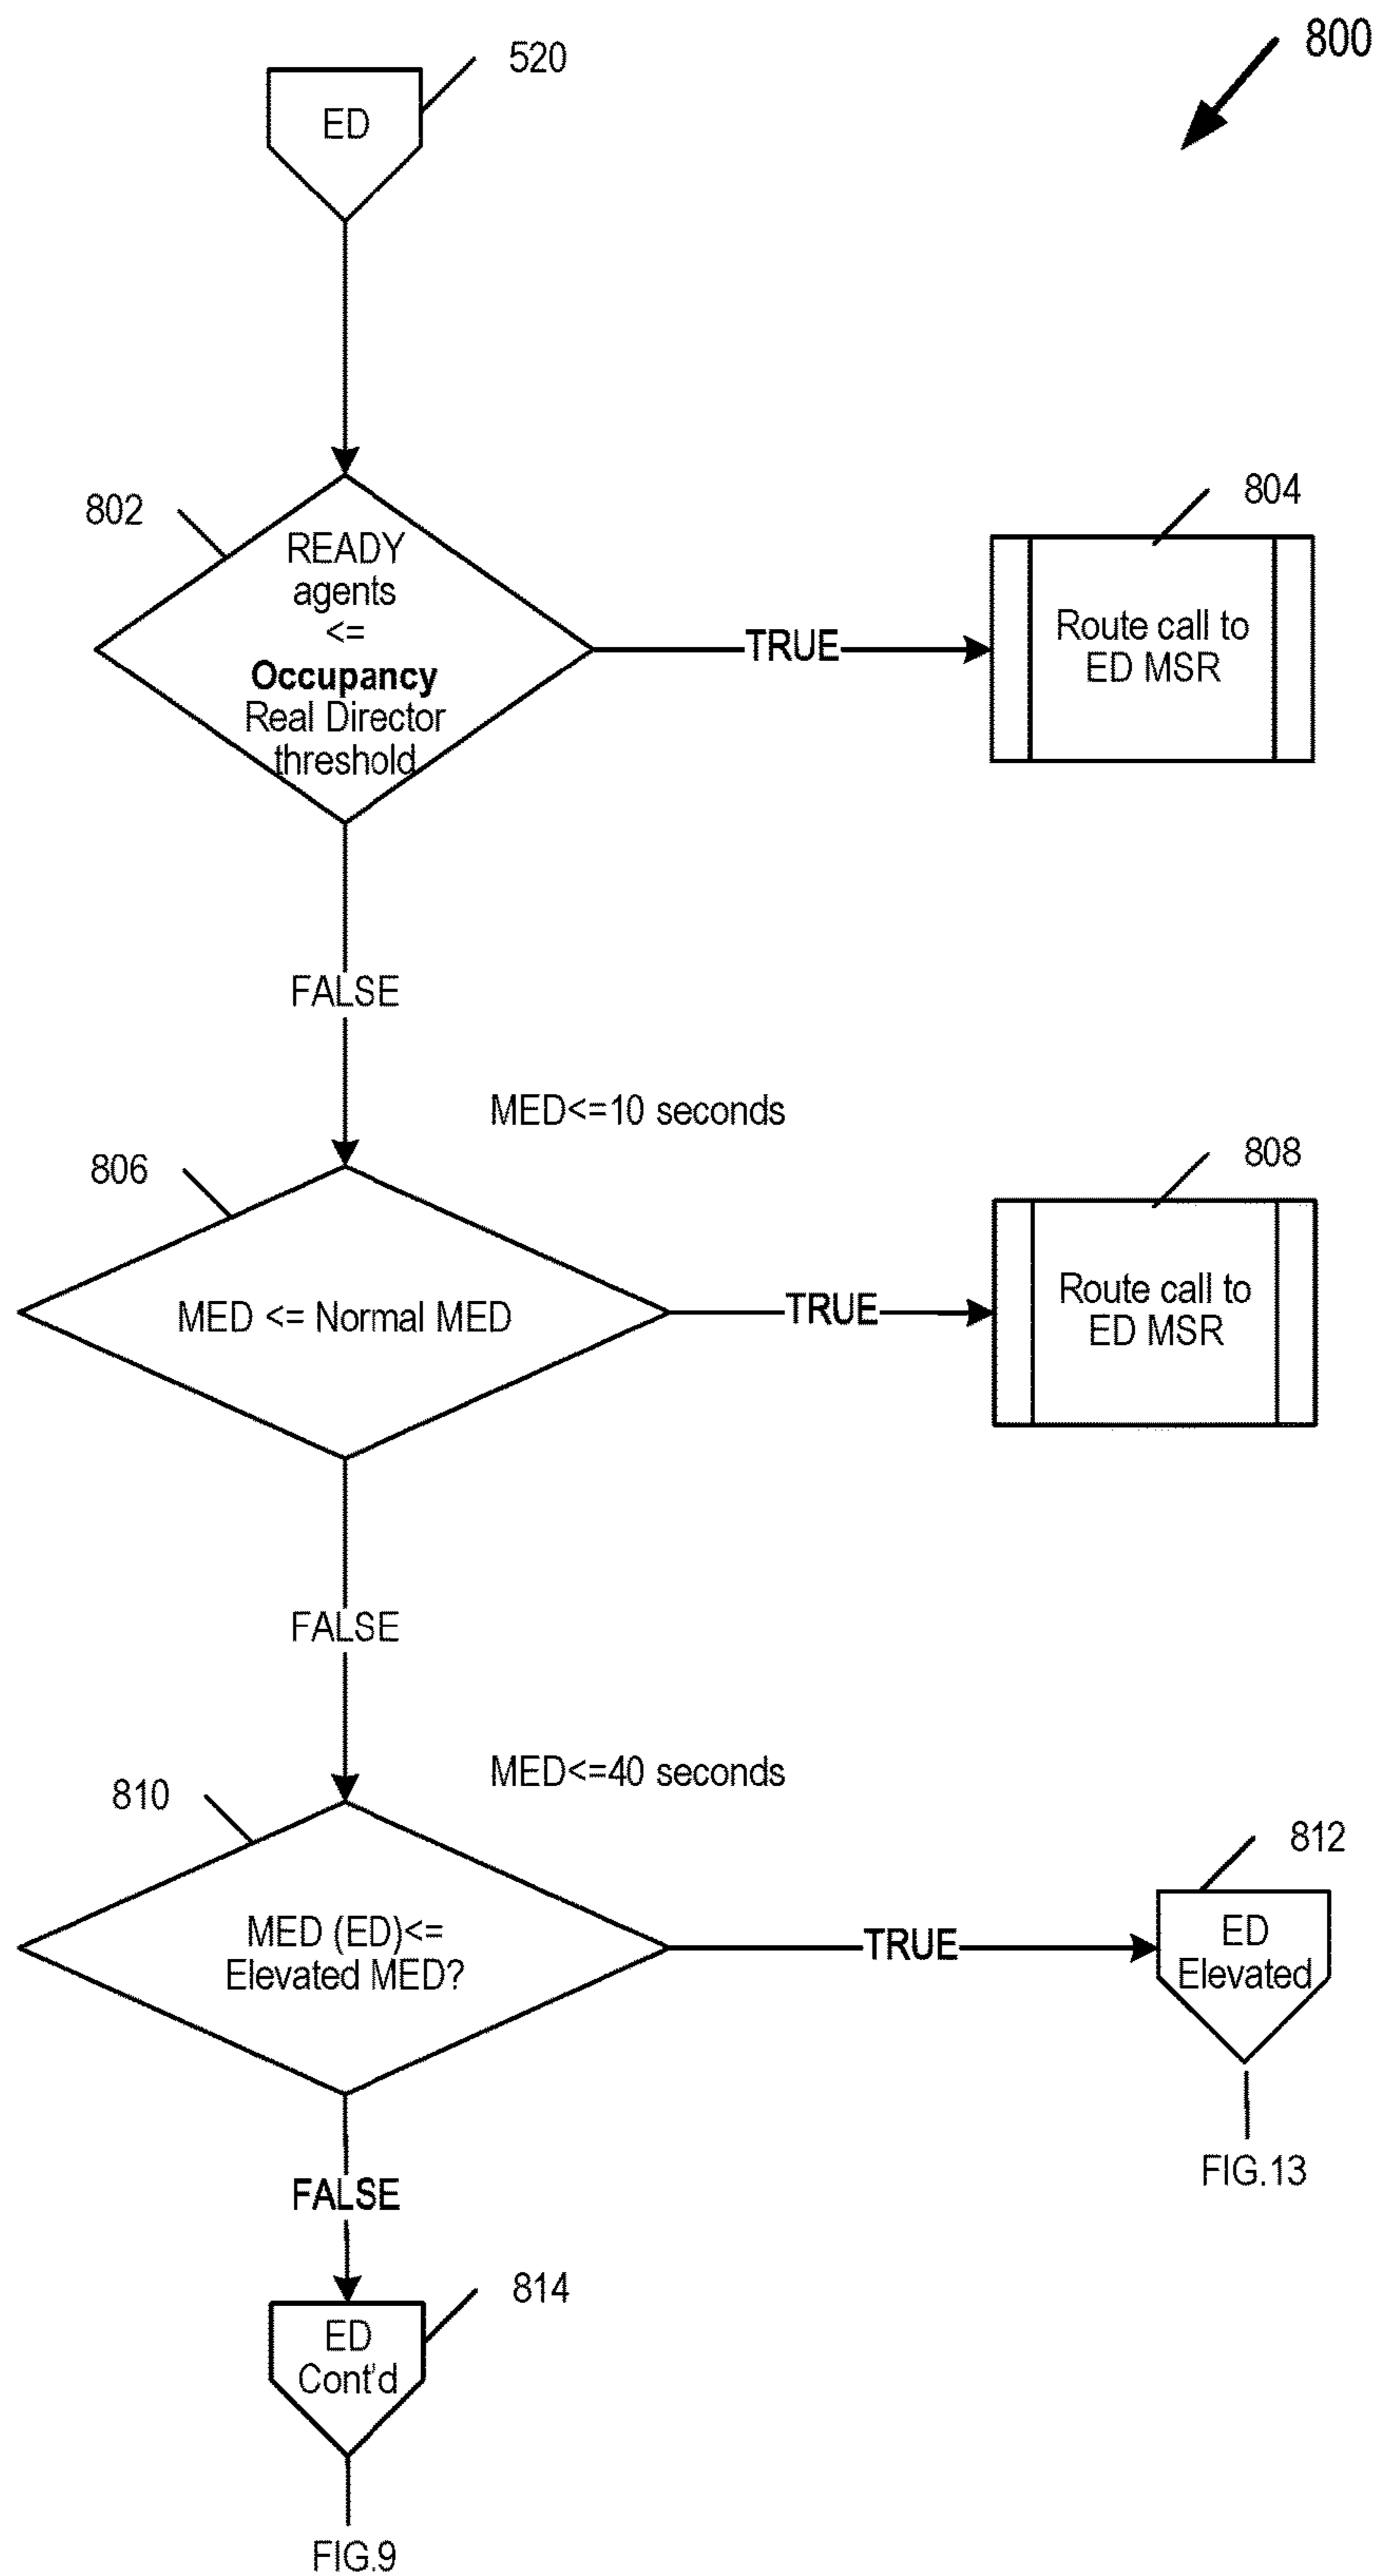 800
520
ED
802
READY
agents
<=
Occupancy
Real Director
threshold
TRUE
804
Route call to
ED MSR
FALSE
MED<=10 seconds
806
MED <= Normal MED
TRUE
808
Route call to
ED MSR
FALSE
MED<=40 seconds
810
MED (ED)<=
Elevated MED?
TRUE
812
ED
Elevated
FIG.13
FALSE
814
ED
Cont'd
FIG.9